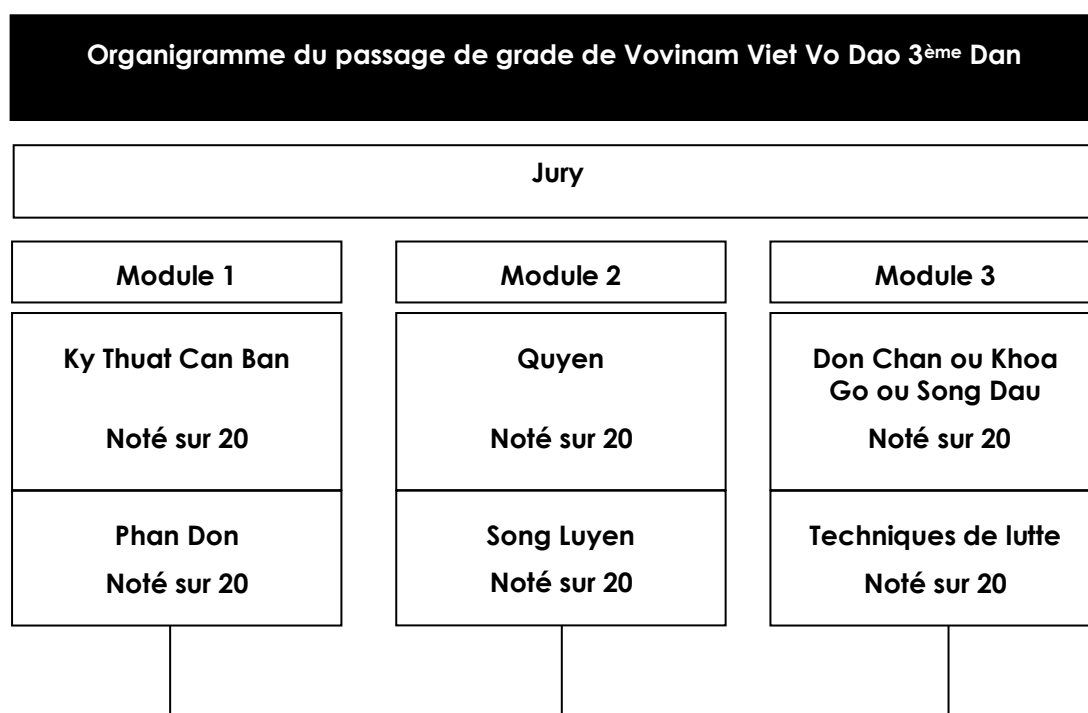 Organigramme du passage de grade de Vovinam Viet Vo Dao 3ème Dan
Jury
Module 1
Module 2
Module 3
Ky Thuat Can Ban
Noté sur 20
Quyen
Noté sur 20
Don Chan ou Khoa
Go ou Song Dau
Noté sur 20
Phan Don
Noté sur 20
Song Luyen
Noté sur 20
Techniques de lutte
Noté sur 20